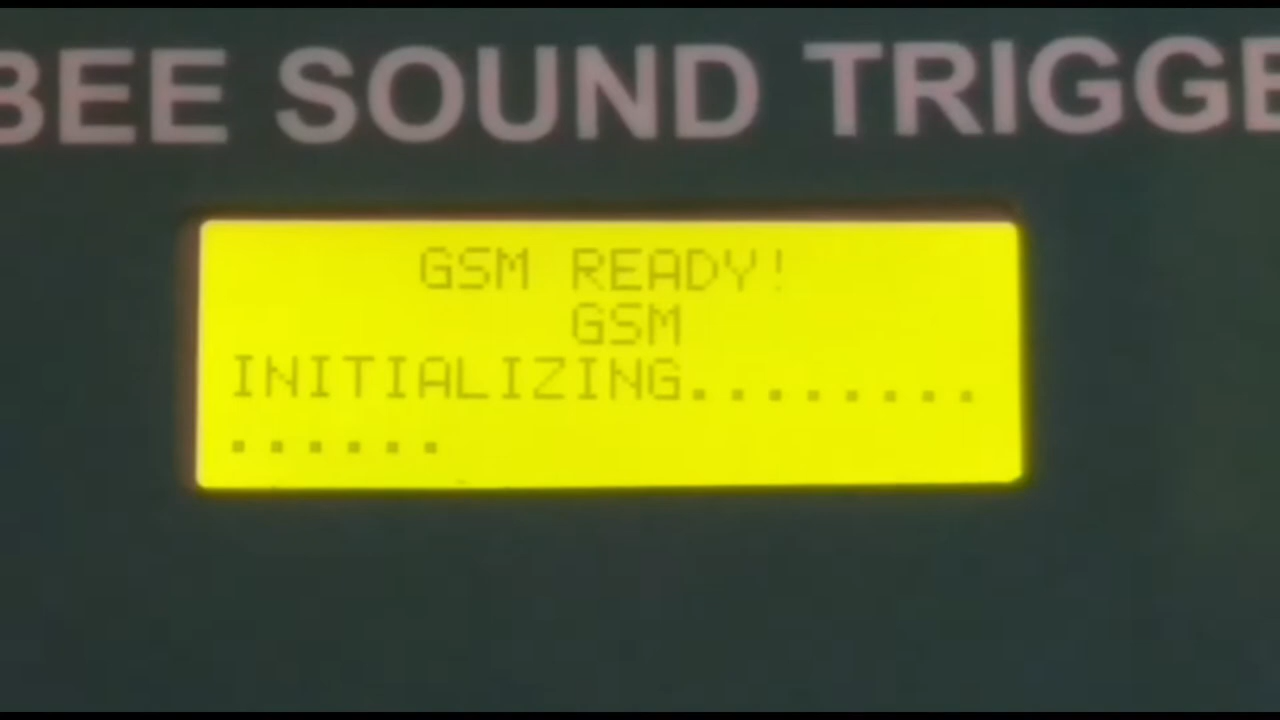 BEE SOUND TRIGGE
GSM READY!
GSM
INITIALIZING........
......